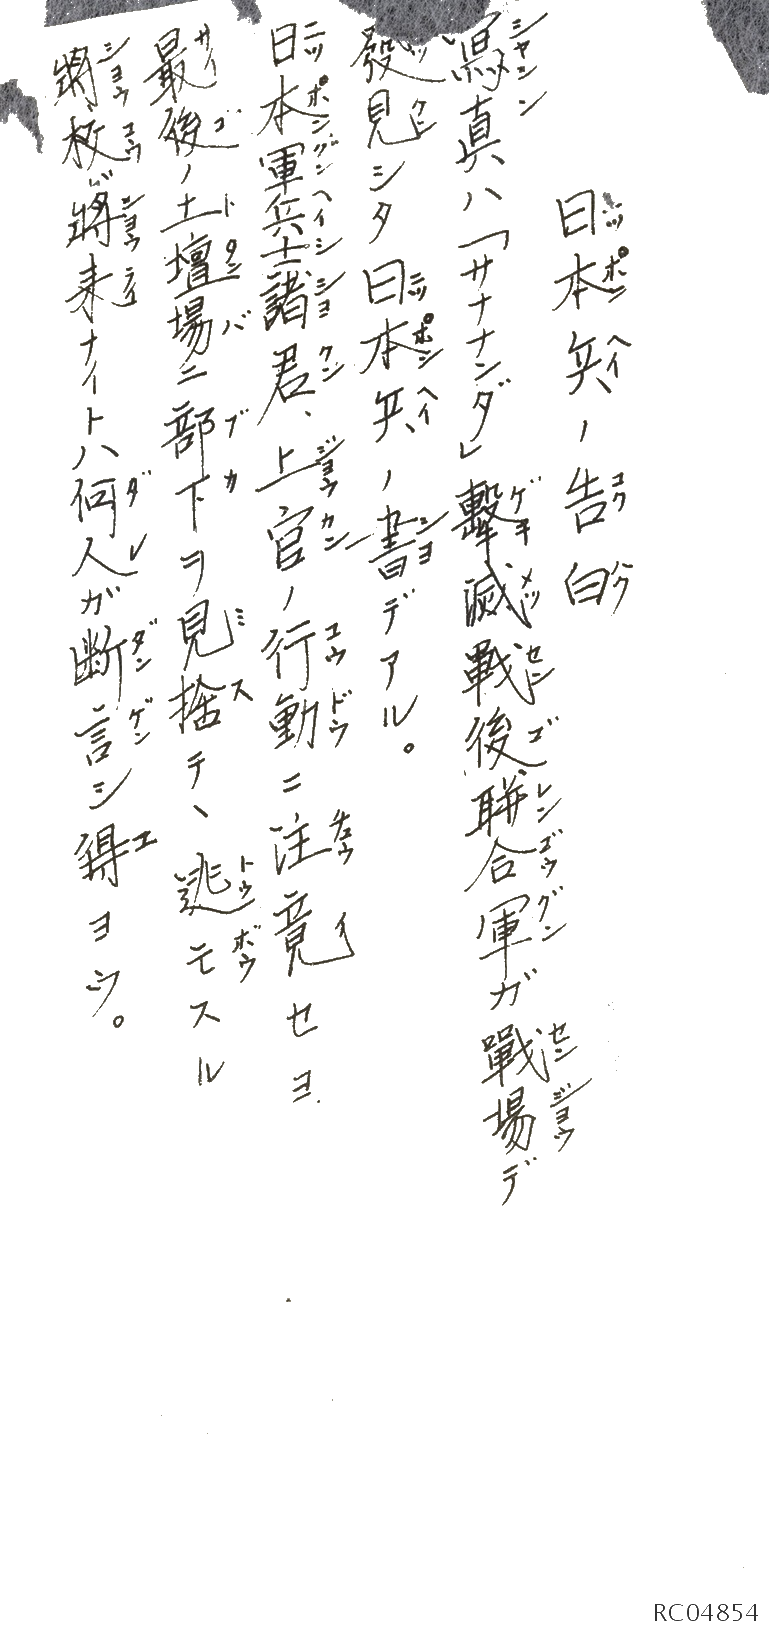 日本兵ノ告白
寫真ハ「サナナンダ」擊滅戰後聯合軍ガ戰場デ
發見シタ日本兵ノ書デアル。
日本軍兵士諸君、上官ノ行動ニ注意セヨ.
最後ノ土壇場ニ部下ヲ見捨テ、逃亡スル
將校ガ將来ナイトハ何人ガ斷言シ得ヨウ。
RC04854